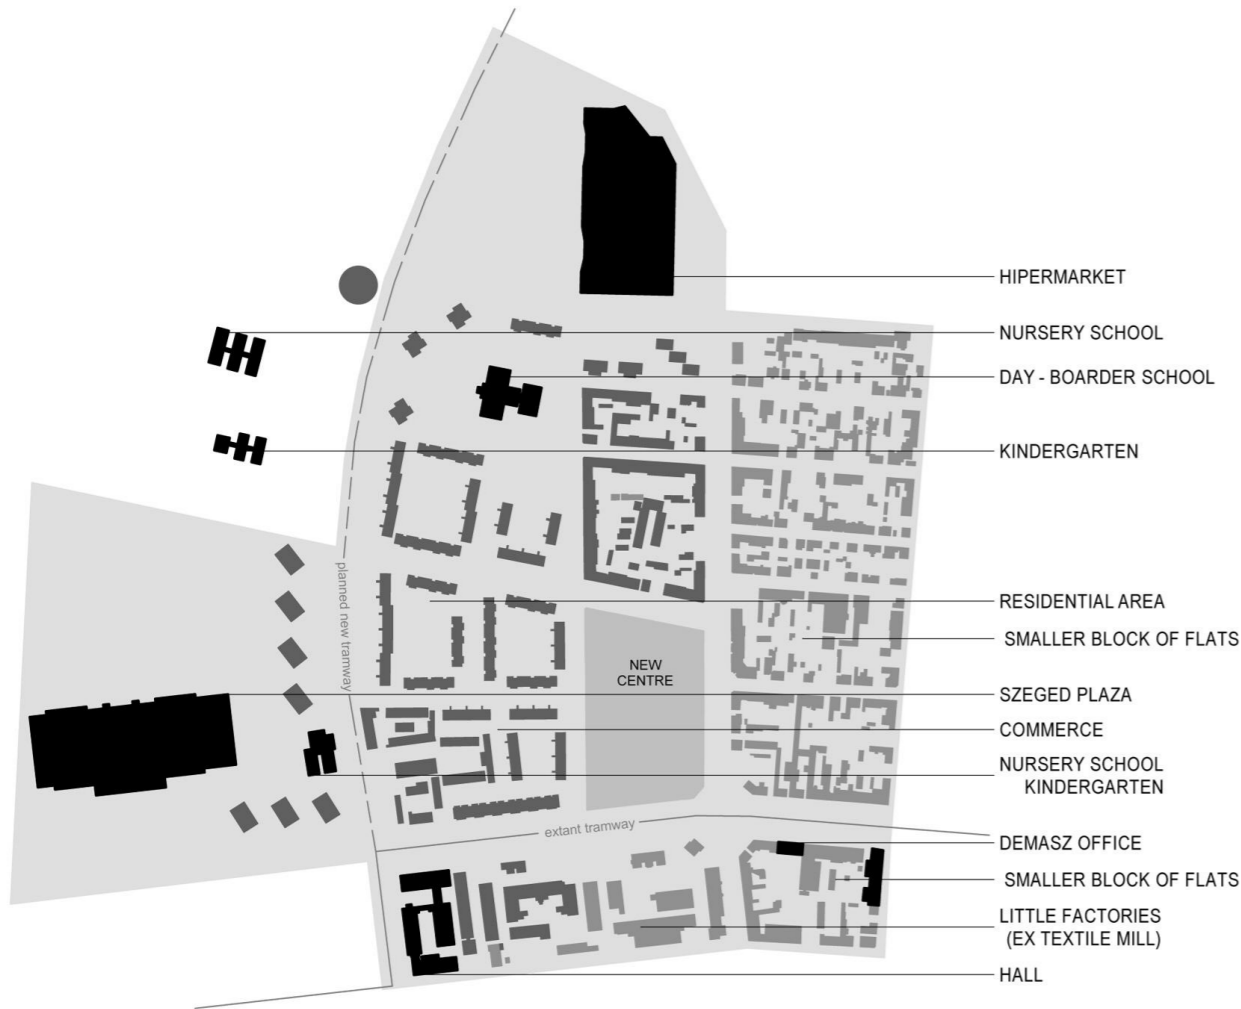 HIPERMARKET
NURSERY SCHOOL
DAY - BOARDER SCHOOL
KINDERGARTEN
planned new tramway
RESIDENTIAL AREA
SMALLER BLOCK OF FLATS
NEW
CENTRE
SZEGED PLAZA
COMMERCE
NURSERY SCHOOL
KINDERGARTEN
extant tramway
DEMASZ OFFICE
SMALLER BLOCK OF FLATS
LITTLE FACTORIES
(EX TEXTILE MILL)
HALL